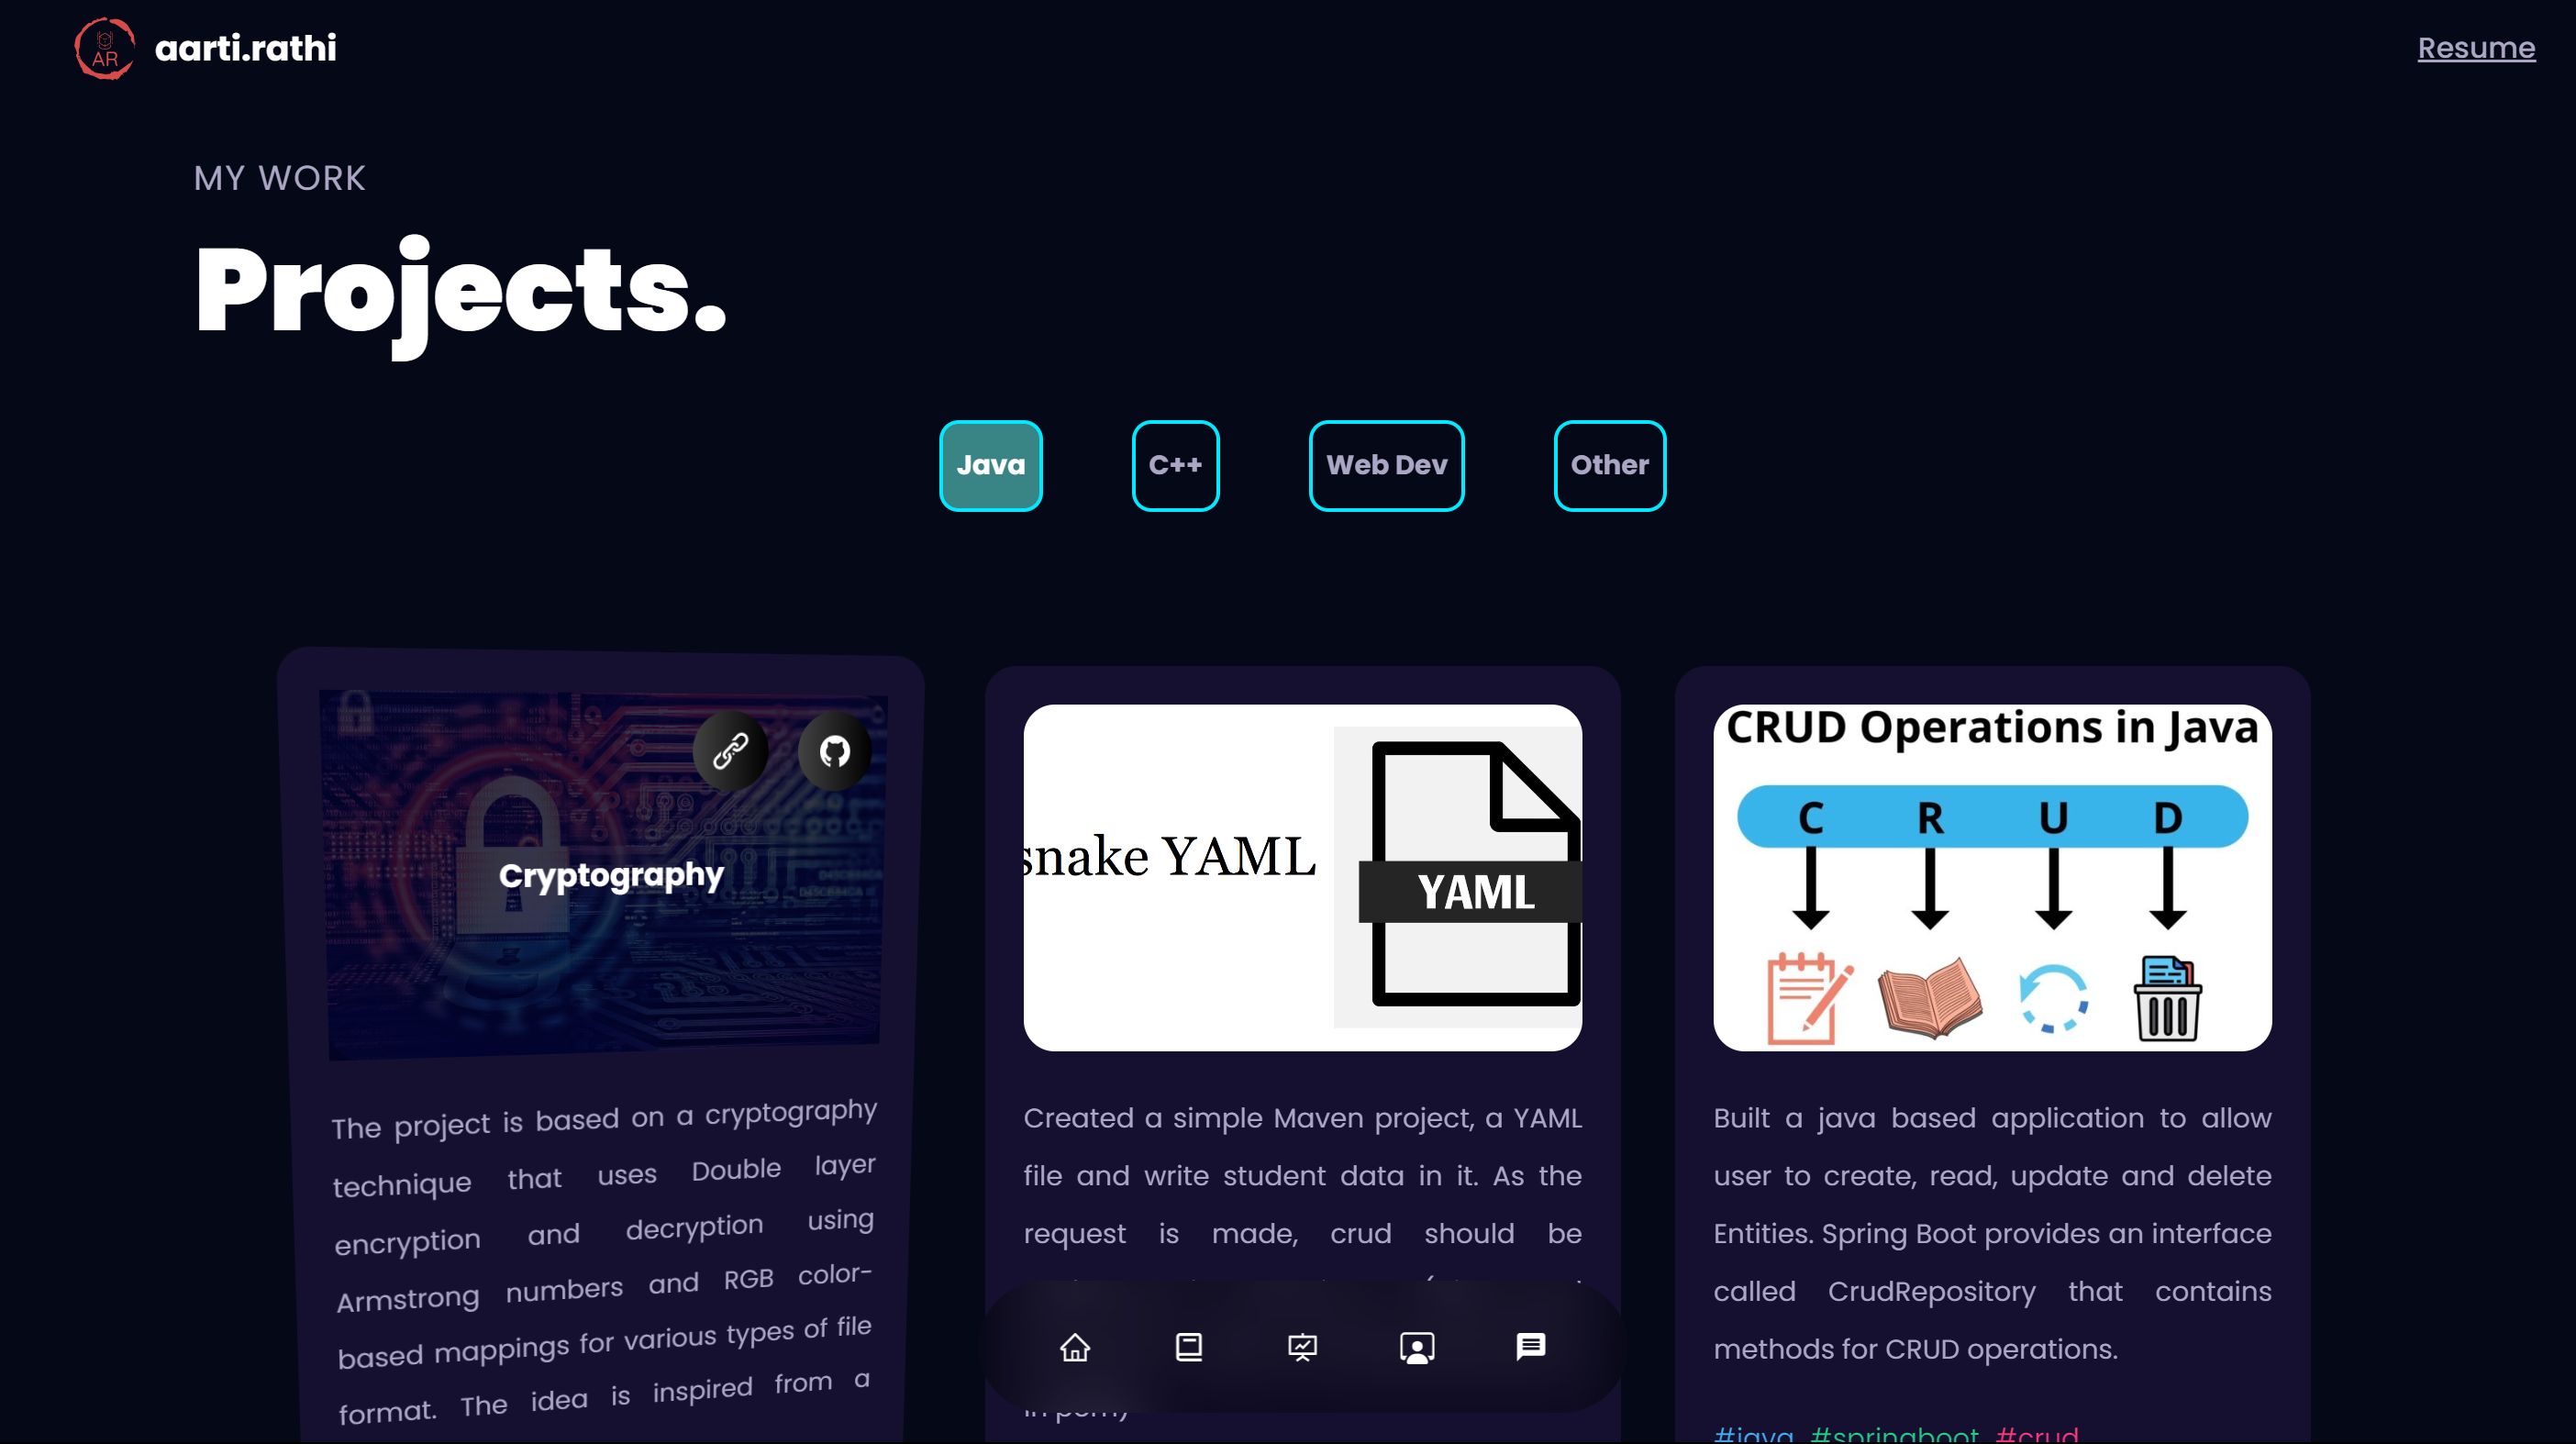 AR
aarti.rathi
Resume
MY WORK
Projects.
Java
C++
Web Dev
Other
Cryptography
The project is based on a cryptography
technique that uses Double layer
encryption and decryption using
Armstrong numbers and RGB color-
based mappings for various types of file
format. The idea is inspired from a
snake YAML
YAML
Created a simple Maven project, a YAML
file and write student data in it. As the
request is made, crud should be
CRUD Operations in Java
C R U D
Built a java based application to allow
user to create, read, update and delete
Entities. Spring Boot provides an interface
called CrudRepository that contains
methods for CRUD operations.
#java #springboot #crud